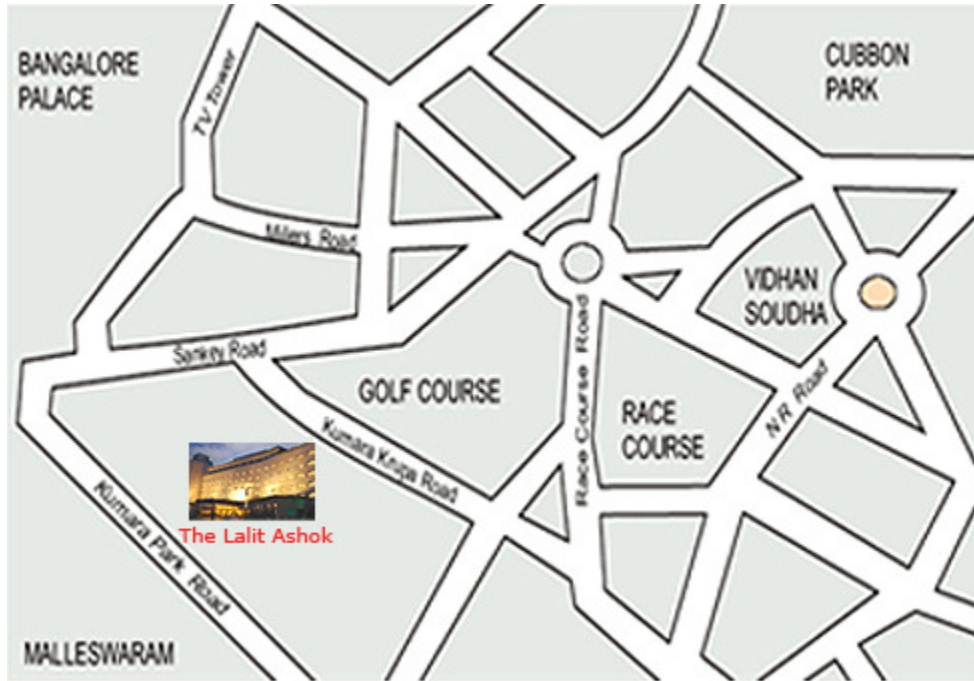 BANGALORE
PALACE
TV Tower
CUBBON
PARK
Millers Road
VIDHAN
SOUDHA
Sankey Road
GOLF COURSE
Race Course Road
RACE
COURSE
N R Road
Kumara Krupa Road
The Lalit Ashok
Kumara Park Road
MALLESWARAM